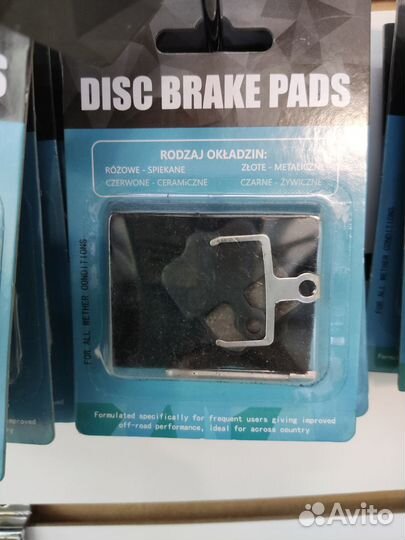 DISC BRAKE PADS
RODZAJ OKŁADZIN:
RÓŻOWE - SPIEKANE
ZŁOTE - METALICZNE
CZERWONE - CERAMiCZNE
CZARNE - ŻYWICZNE
FOR ALL WETHER CONDITIONS
Formulated specifically for frequent users giving improved
off-road performance, ideal for across country
Avito